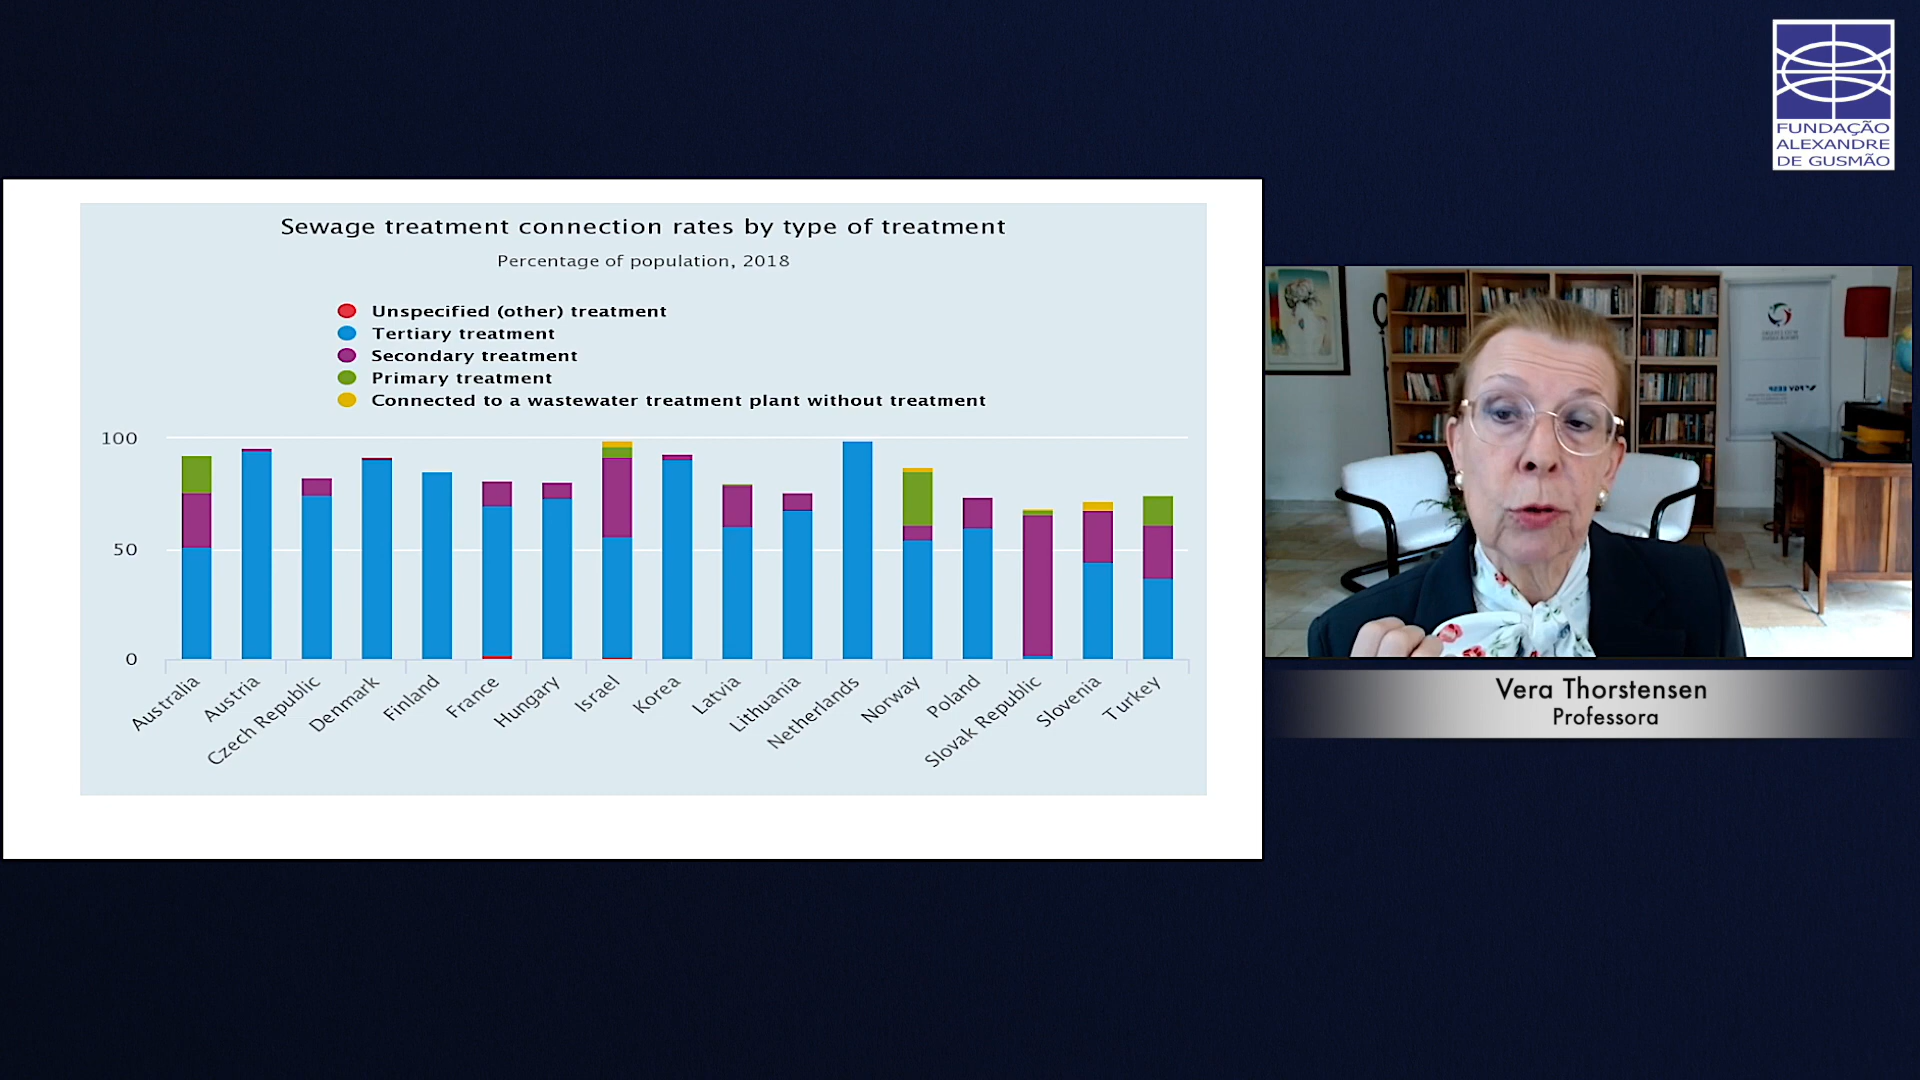 FUNDAÇÃO
ALEXANDRE
DE GUSMÃO
Sewage treatment connection rates by type of treatment
Percentage of population, 2018
Unspecified (other) treatment
Tertiary treatment
Secondary treatment
Primary treatment
Connected to a wastewater treatment plant without treatment
100
50
0
Australia
Austria
Czech Republic
Denmark
Finland
France
Hungary
Israel
Korea
Latvia
Lithuania
Netherlands
Norway
Poland
Slovak Republic
Slovenia
Turkey
Vera Thorstensen
Professora